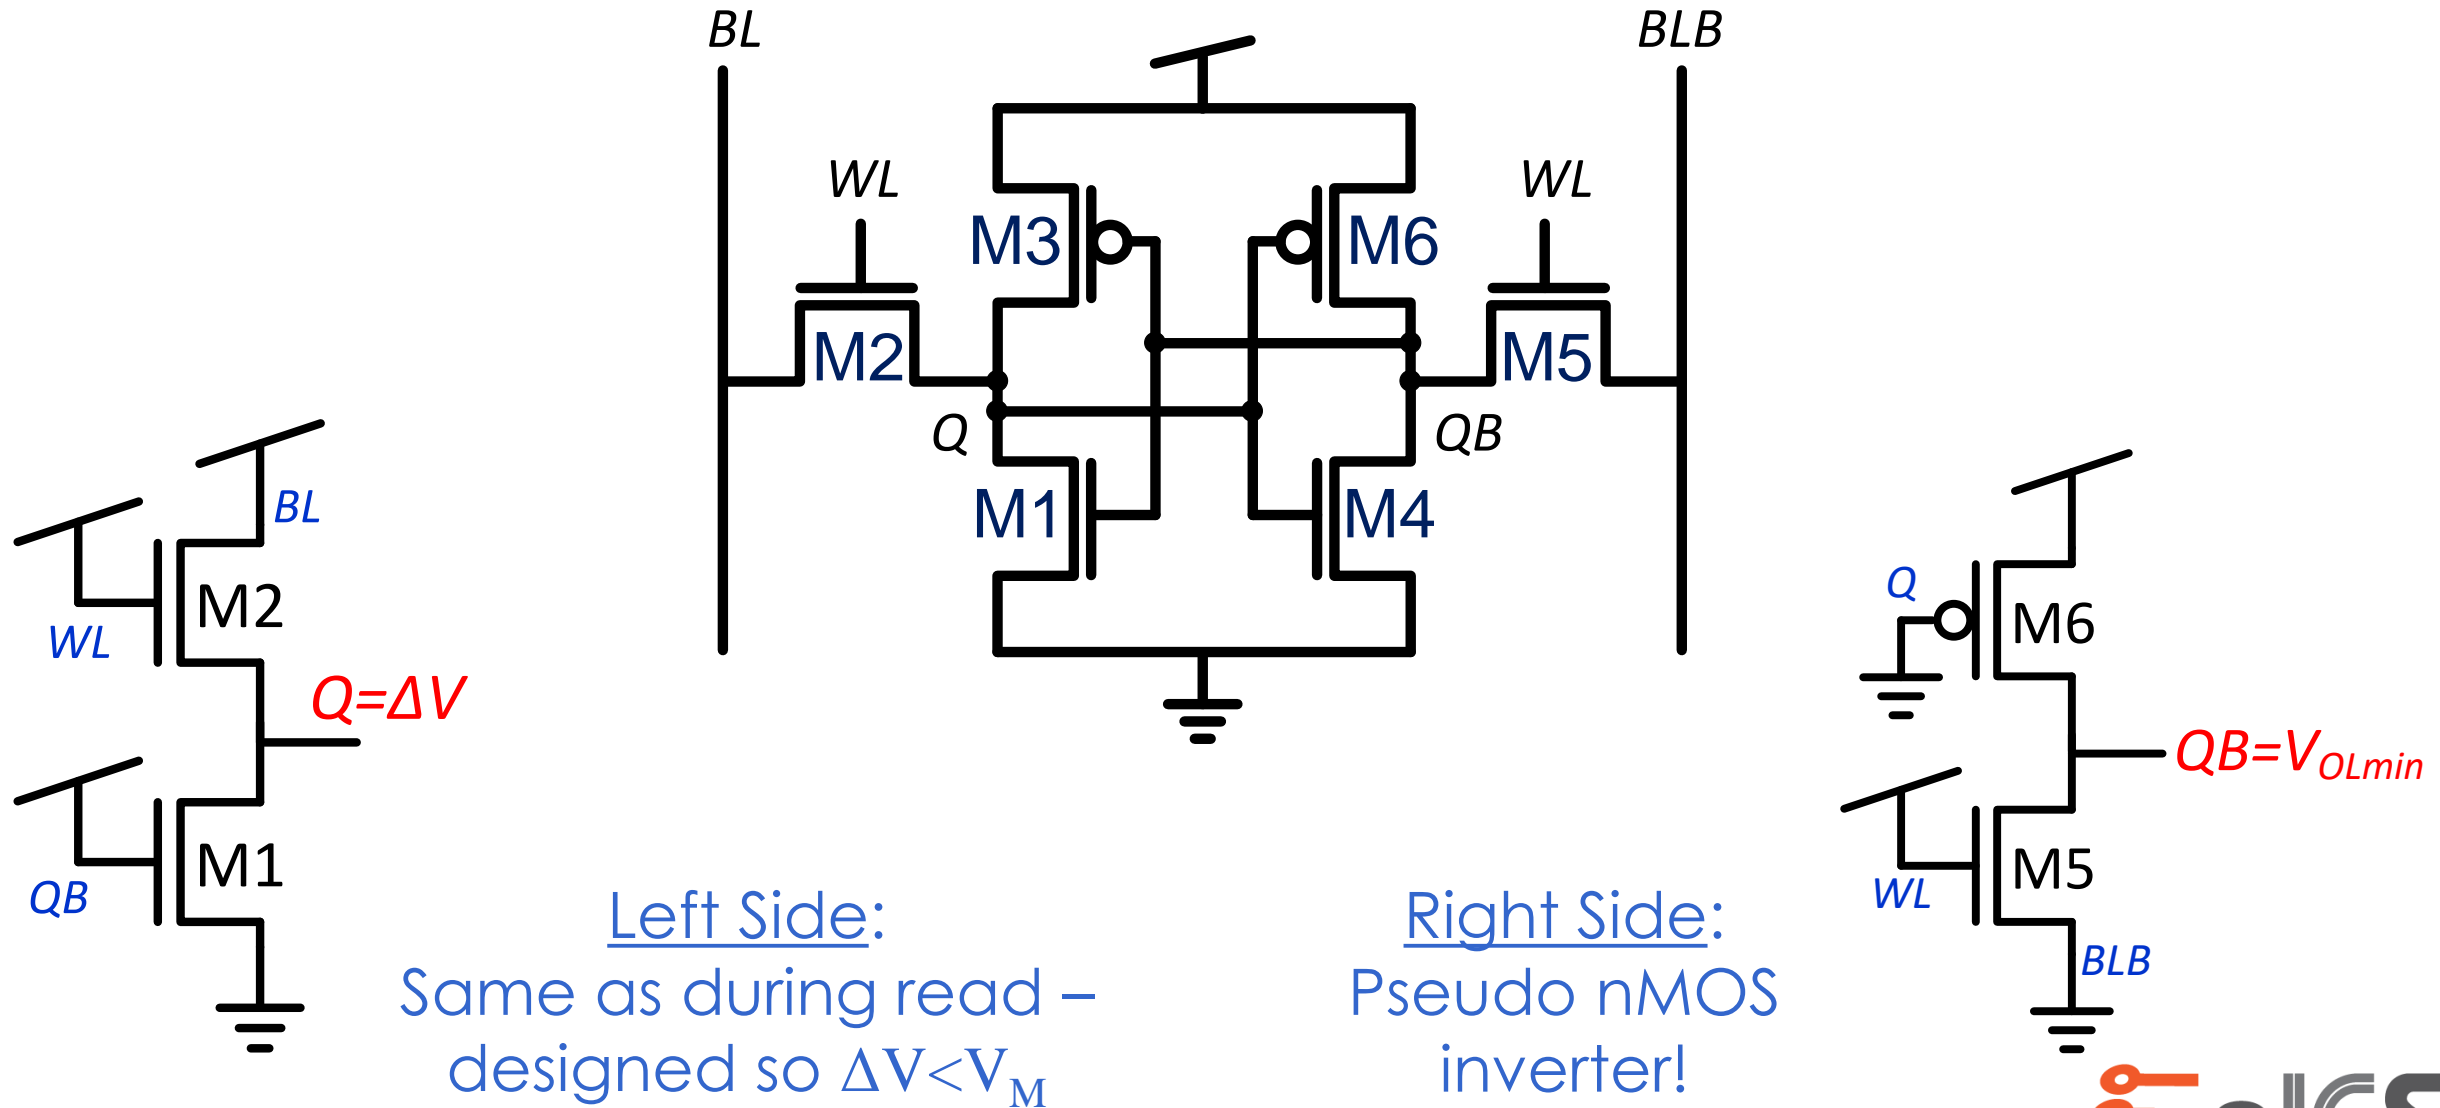 BL
BLB
WL
WL
M3
M6
M2
M5
Q
QB
M1
M4
BL
M2
WL
Q=ΔV
M1
QB
Q
M6
QB=VOLmin
M5
WL
BLB
Left Side:
Same as during read –
designed so ΔV<VM
Right Side:
Pseudo nMOS
inverter!